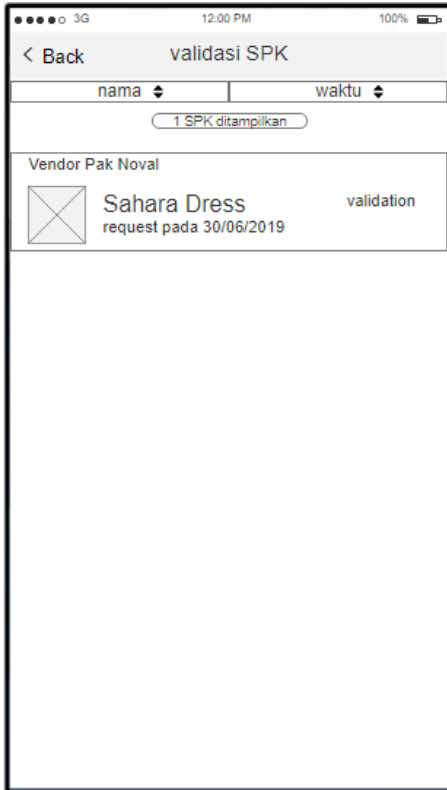 3G 12:00 PM 100%
Back validasi SPK
nama waktu
1 SPK ditampilkan
Vendor Pak Noval
Sahara Dress validation
request pada 30/06/2019